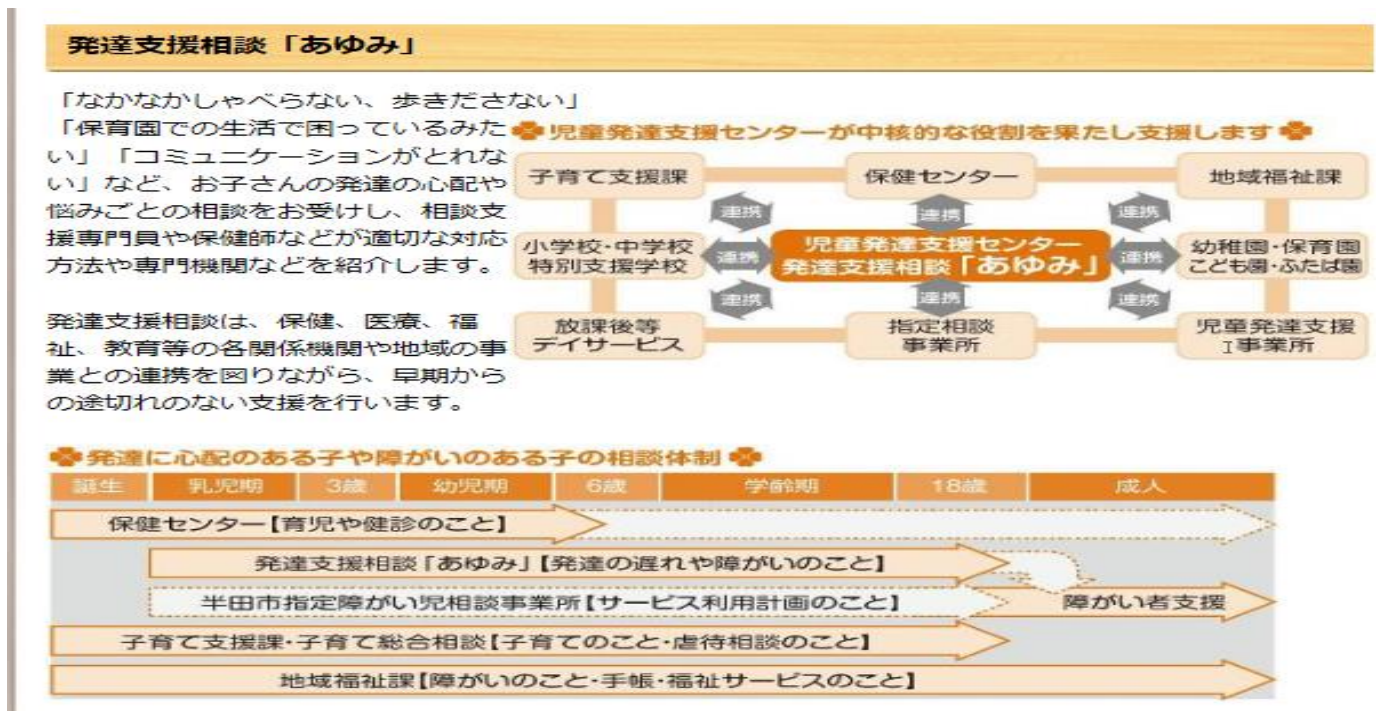 発達支援相談「あゆみ」
「なかなかしゃべらない、歩きださない」
「保育園での生活で困っているみた
い」「コミュニケーションがとれな
い」など、お子さんの発達の心配や
悩みごとの相談をお受けし、相談支
援専門員や保健師などが適切な対応
方法や専門機関などを紹介します。
発達支援相談は、保健、医療、福
祉、教育等の各関係機関や地域の事
業との連携を図りながら、早期から
の途切れのない支援を行います。
児童発達支援センターが中核的な役割を果たし支援します
子育て支援課
保健センター
地域福祉課
連携
連携
連携
小学校・中学校
特別支援学校
連携
児童発達支援センター
発達支援相談「あゆみ」
連携
幼稚園・保育園
こども園・ふたば園
連携
連携
連携
放課後等
デイサービス
指定相談
事業所
児童発達支援
事業所
発達に心配のある子や障がいのある子の相談体制
誕生
乳児期
3歳
幼児期
6歳
学齢期
18歳
成人
保健センター【育児や健診のこと】
発達支援相談「あゆみ」【発達の遅れや障がいのこと】
半田市指定障がい児相談事業所【サービス利用計画のこと】
障がい者支援
子育て支援課・子育て総合相談【子育てのこと・虐待相談のこと】
地域福祉課【障がいのこと・手帳・福祉サービスのこと】